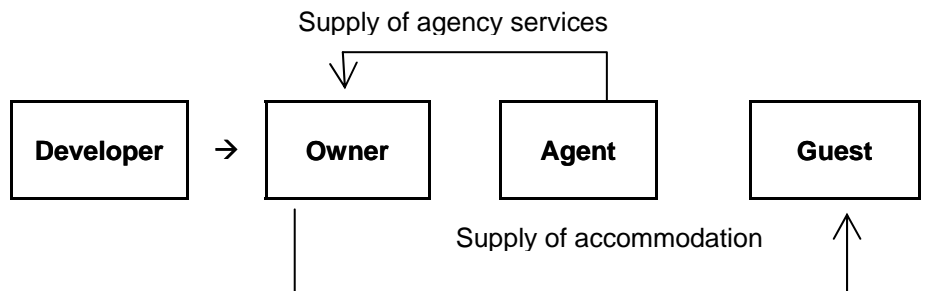 Supply of agency services
Developer → Owner Agent Guest
Supply of accommodation